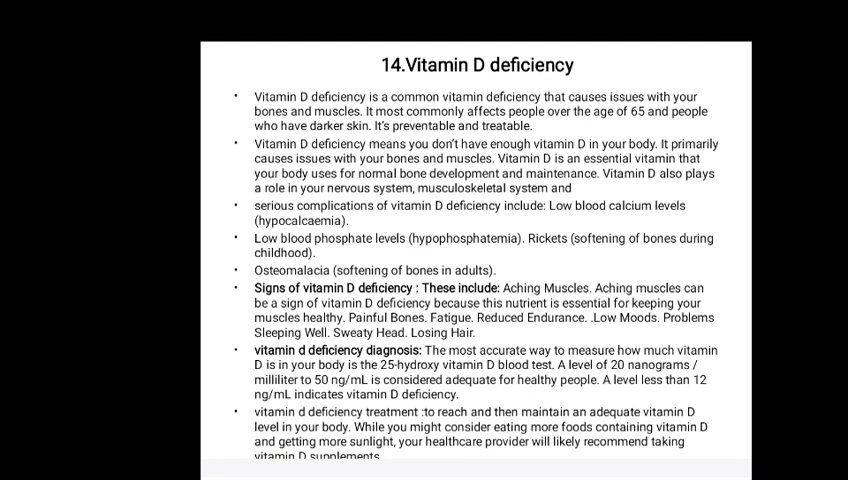 14.Vitamin D deficiency
• Vitamin D deficiency is a common vitamin deficiency that causes issues with your
bones and muscles. It most commonly affects people over the age of 65 and people
who have darker skin. It's preventable and treatable.
• Vitamin D deficiency means you don't have enough vitamin D in your body. It primarily
causes issues with your bones and muscles. Vitamin D is an essential vitamin that
your body uses for normal bone development and maintenance. Vitamin D also plays
a role in your nervous system, musculoskeletal system and
• serious complications of vitamin D deficiency include: Low blood calcium levels
(hypocalcaemia).
• Low blood phosphate levels (hypophosphatemia). Rickets (softening of bones during
childhood).
• Osteomalacia (softening of bones in adults).
• Signs of vitamin D deficiency : These include: Aching Muscles. Aching muscles can
be a sign of vitamin D deficiency because this nutrient is essential for keeping your
muscles healthy. Painful Bones. Fatigue. Reduced Endurance. .Low Moods. Problems
Sleeping Well. Sweaty Head. Losing Hair.
• vitamin d deficiency diagnosis: The most accurate way to measure how much vitamin
D is in your body is the 25-hydroxy vitamin D blood test. A level of 20 nanograms /
milliliter to 50 ng/mL is considered adequate for healthy people. A level less than 12
ng/mL indicates vitamin D deficiency.
• vitamin d deficiency treatment :to reach and then maintain an adequate vitamin D
level in your body. While you might consider eating more foods containing vitamin D
and getting more sunlight, your healthcare provider will likely recommend taking
vitamin D supplements